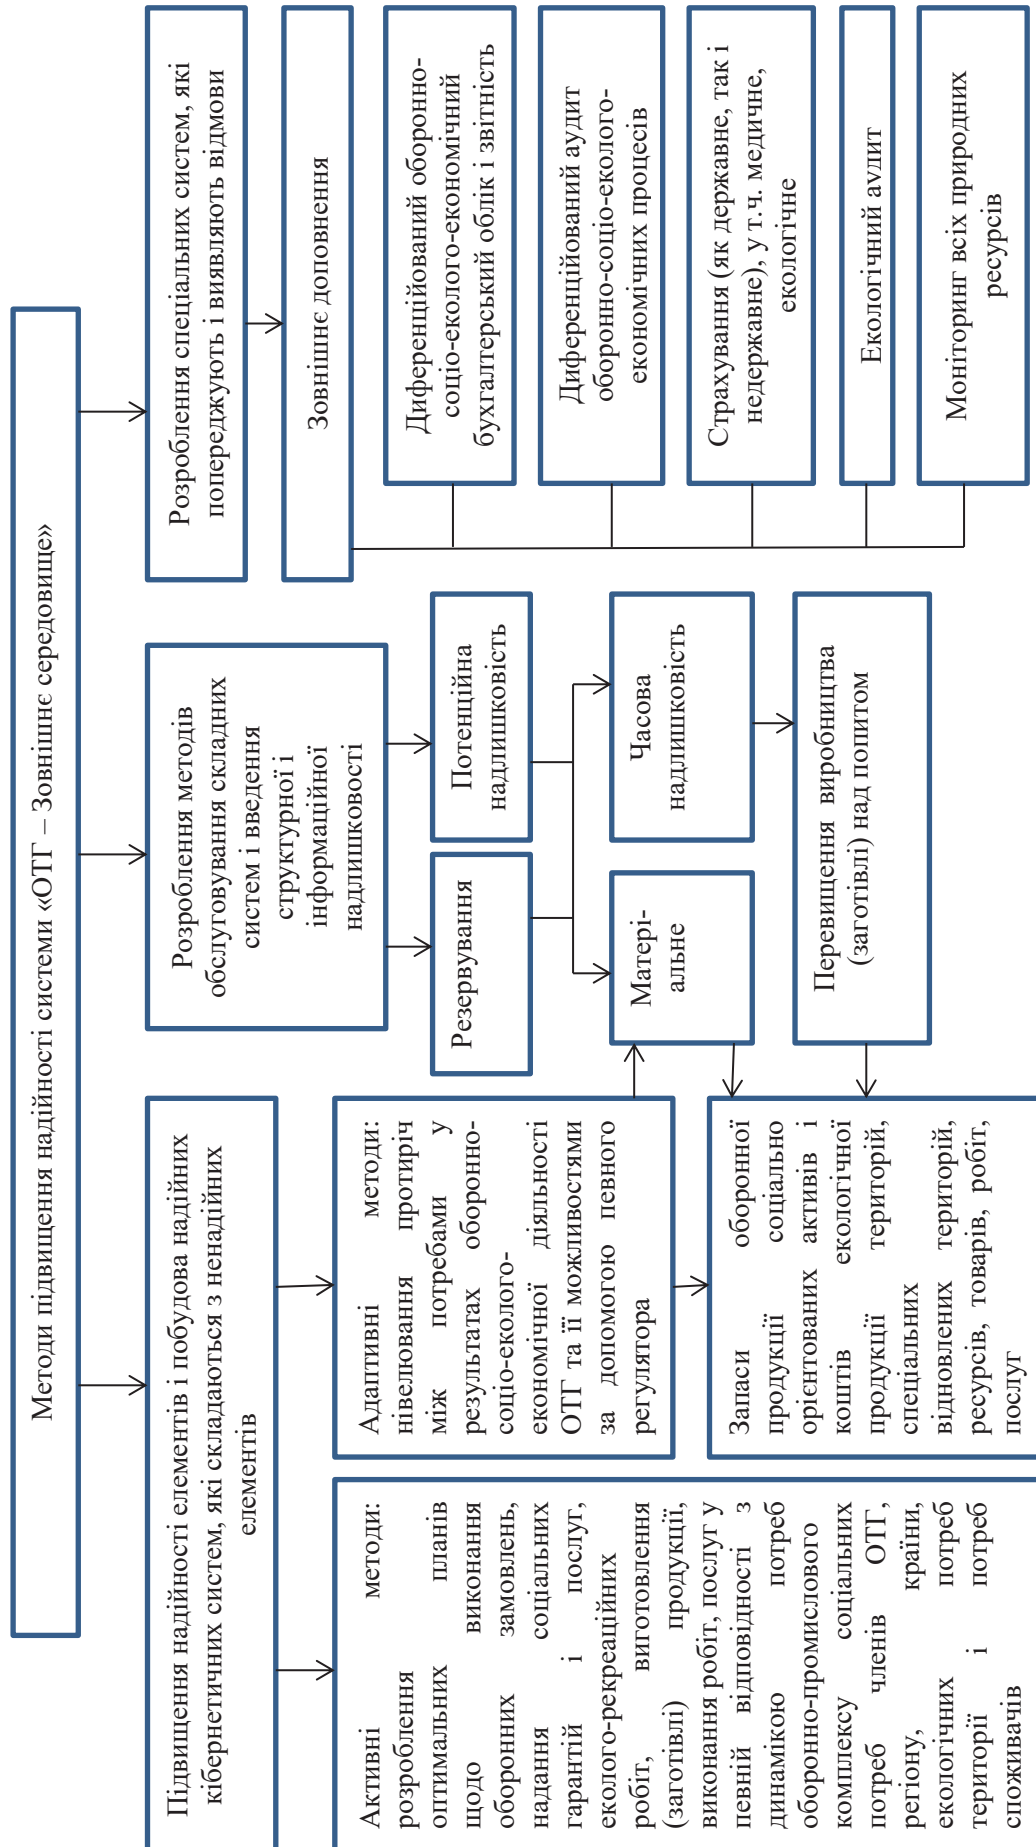 Методи підвищення надійності системи «ОТГ – Зовнішнє середовище»
Підвищення надійності елементів і побудова надійних
кібернетичних систем, які складаються з ненадійних
елементів
Розроблення методів
обслуговування складних
систем і введення
структурної і
інформаційної
надлишковості
Розроблення спеціальних систем, які
попереджують і виявляють відмови
Зовнішнє доповнення
Активні методи:
розроблення
оптимальних планів
щодо виконання
оборонних замовлень,
надання соціальних
гарантій і послуг,
еколого-рекреаційних
робіт, виготовлення
(заготівлі) продукції,
виконання робіт, послуг у
певній відповідності з
динамікою потреб
оборонно-промислового
комплексу соціальних
потреб членів ОТГ,
регіону, країни,
екологічних потреб
території і потреб
споживачів
Адаптивні методи:
нівелювання протиріч
між потребами у
результатах оборонно-
соціо-еколого-
економічної діяльності
ОТГ та її можливостями
за допомогою певного
регулятора
Резервування
Потенційна
надлишковість
Матері-
альне
Часова
надлишковість
Запаси оборонної
продукції соціально
орієнтованих активів і
коштів екологічної
продукції територій,
спеціальних
відновлених територій,
ресурсів, товарів, робіт,
послуг
Перевищення виробництва
(заготівлі) над попитом
Диференційований оборонно-
соціо-еколого-економічний
бухгалтерський облік і звітність
Диференційований аудит
оборонно-соціо-еколого-
економічних процесів
Страхування (як державне, так і
недержавне), у т. ч. медичне,
екологічне
Екологічний аудит
Моніторинг всіх природних
ресурсів